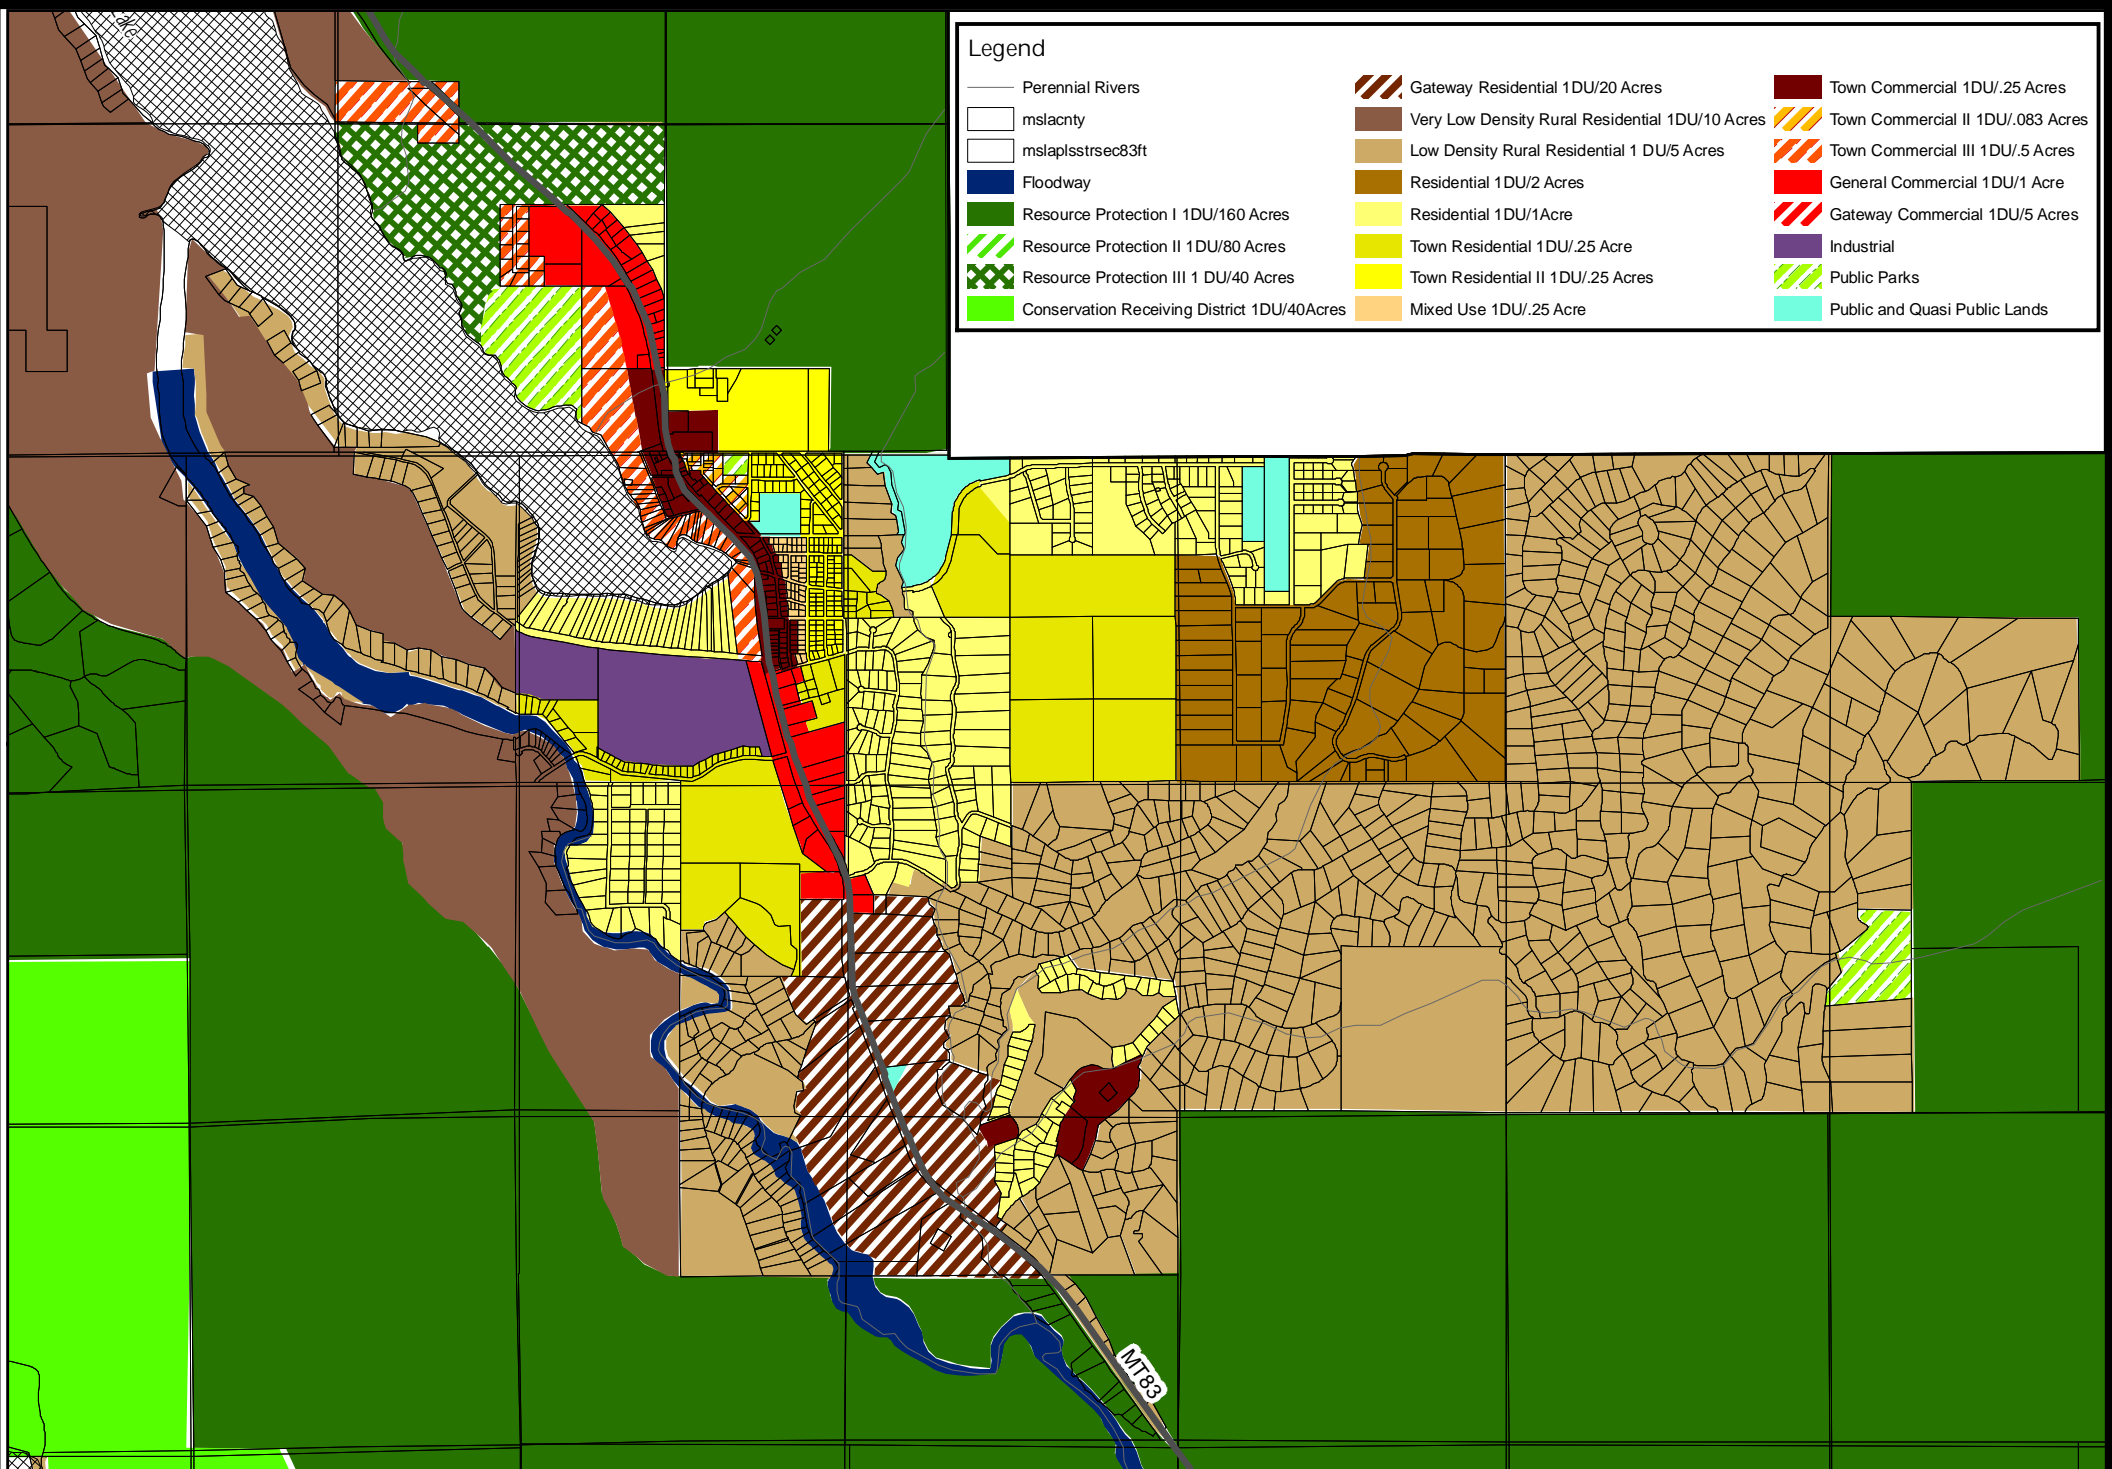 ake
Legend
Perennial Rivers
mslacnty
mslaplsstrsec83ft
Floodway
Resource Protection I 1DU/160 Acres
Resource Protection II 1DU/80 Acres
Resource Protection III 1 DU/40 Acres
Conservation Receiving District 1DU/40Acres
Gateway Residential 1DU/20 Acres
Very Low Density Rural Residential 1DU/10 Acres
Low Density Rural Residential 1 DU/5 Acres
Residential 1DU/2 Acres
Residential 1DU/1Acre
Town Residential 1DU/.25 Acre
Town Residential II 1DU/.25 Acres
Mixed Use 1DU/.25 Acre
Town Commercial 1DU/.25 Acres
Town Commercial II 1DU/.083 Acres
Town Commercial III 1DU/.5 Acres
General Commercial 1DU/1 Acre
Gateway Commercial 1DU/5 Acres
Industrial
Public Parks
Public and Quasi Public Lands
MT83